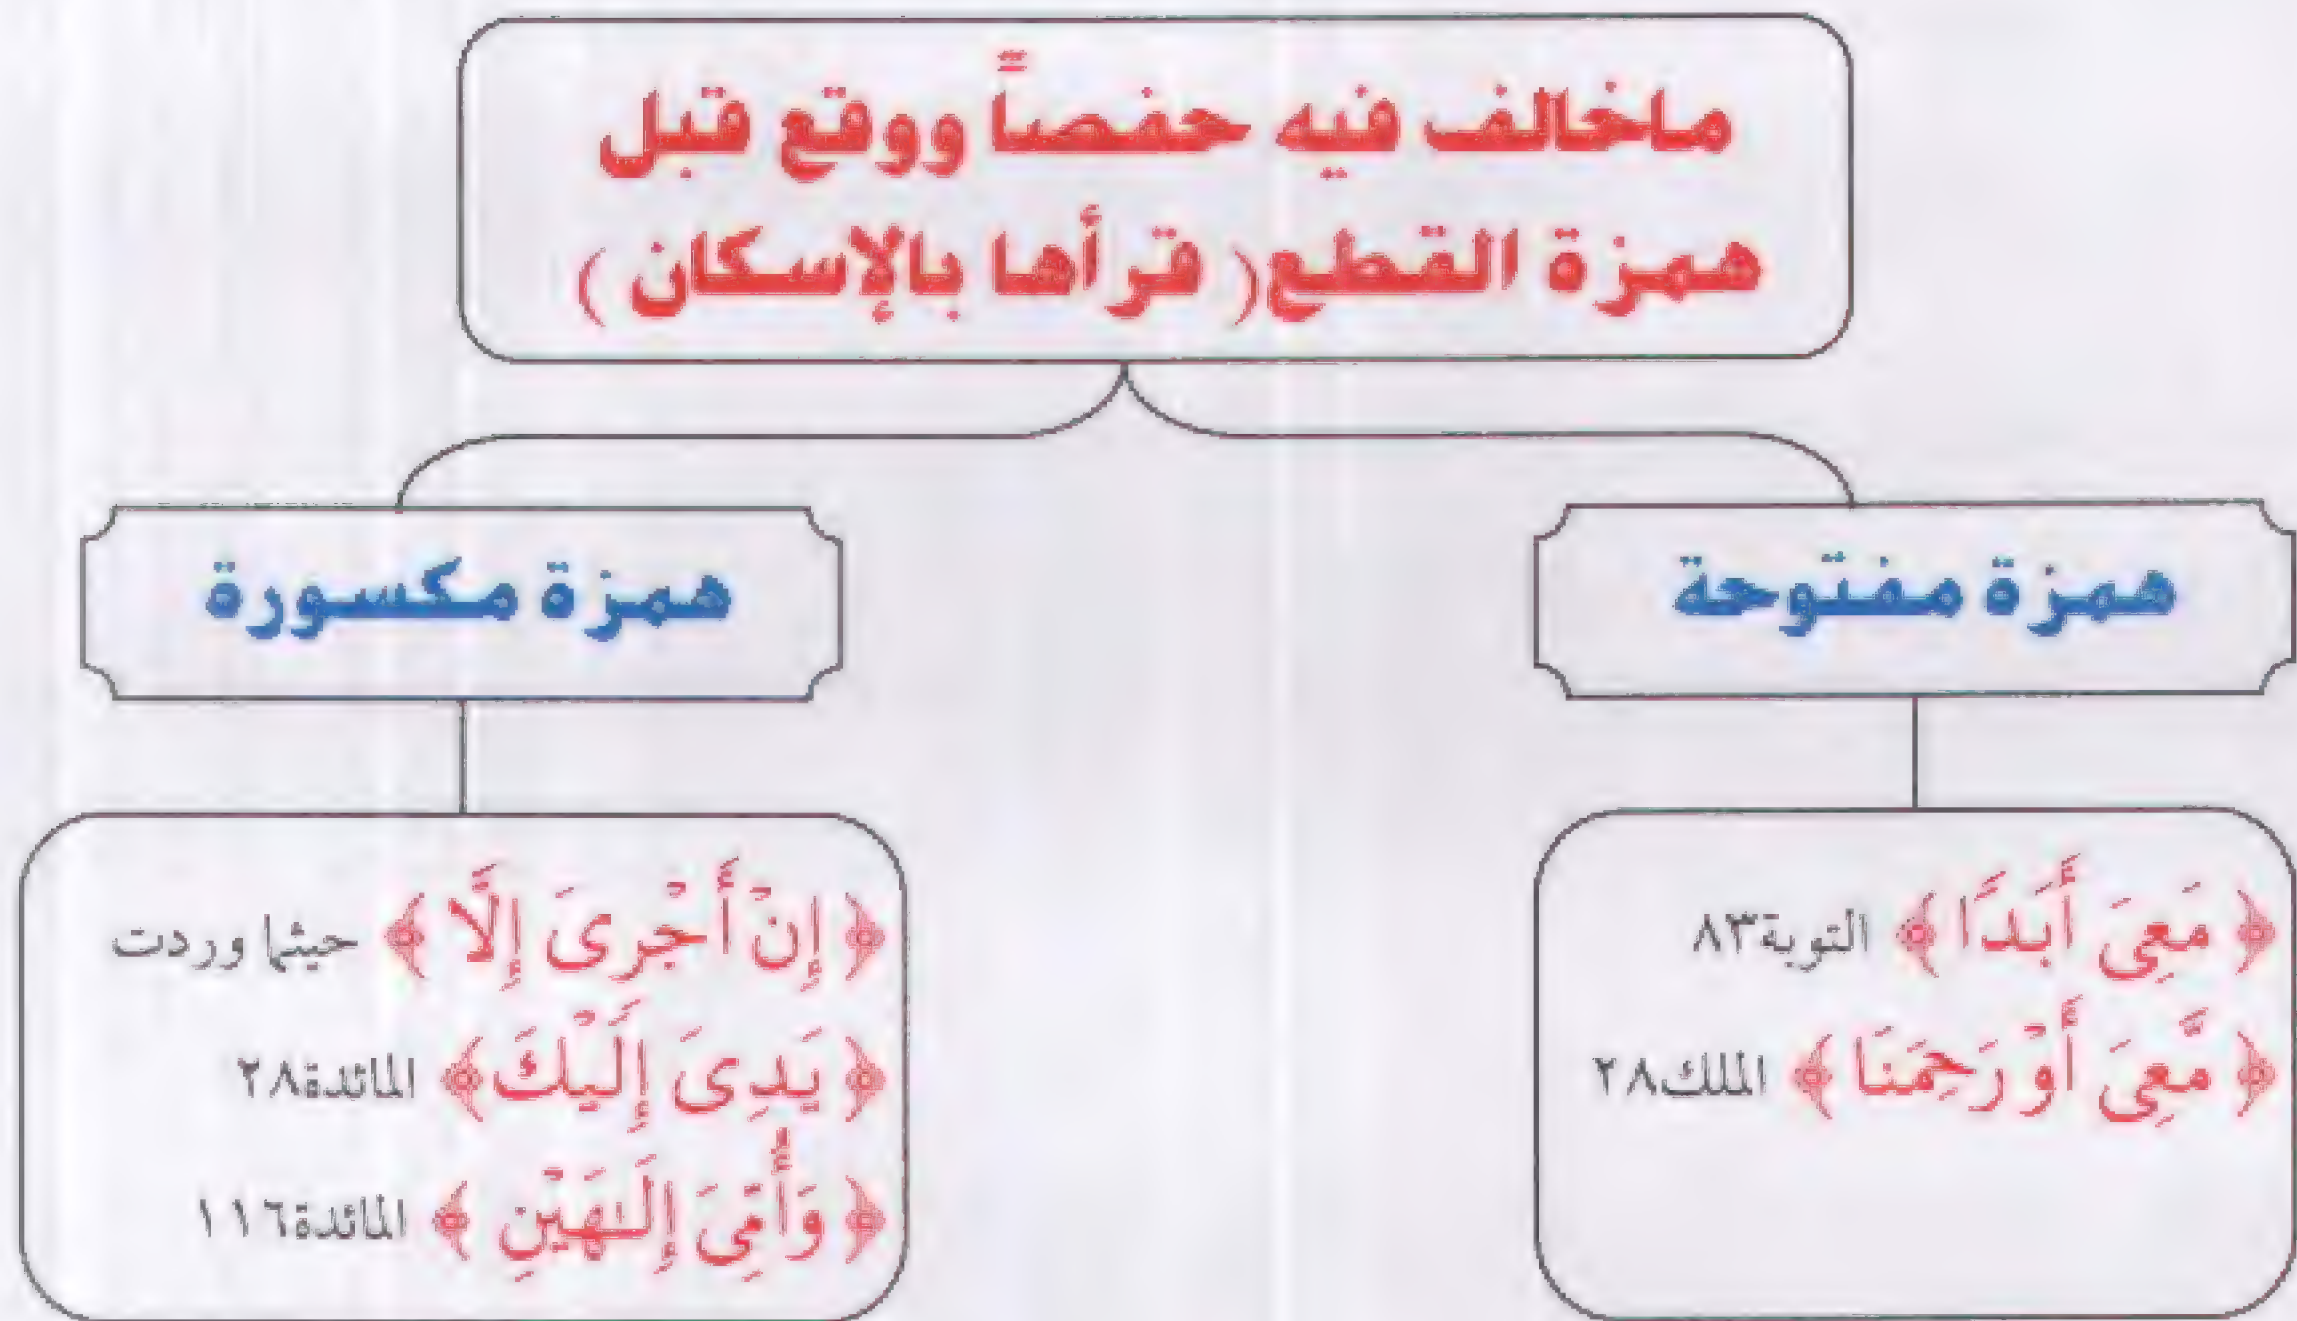 ماخالف فيه حفصاً ووقع قبل
همزة القطع( قرأها بالإسكان )
همزة مفتوحة
﴿ مَعِىَ أَبَدًا ﴾ التوبة٨٣
﴿ مَّعِىَ أَوْ رَحِمَنَا ﴾ الملك٢٨
همزة مكسورة
﴿ إِنْ أَجْرِىَ إِلَّا ﴾ حيثما وردت
﴿ يَدِىَ إِلَيْكَ ﴾ المائدة٢٨
﴿ وَأُمِّىَ إِلَـٰهَيْنِ ﴾ المائدة١١٦